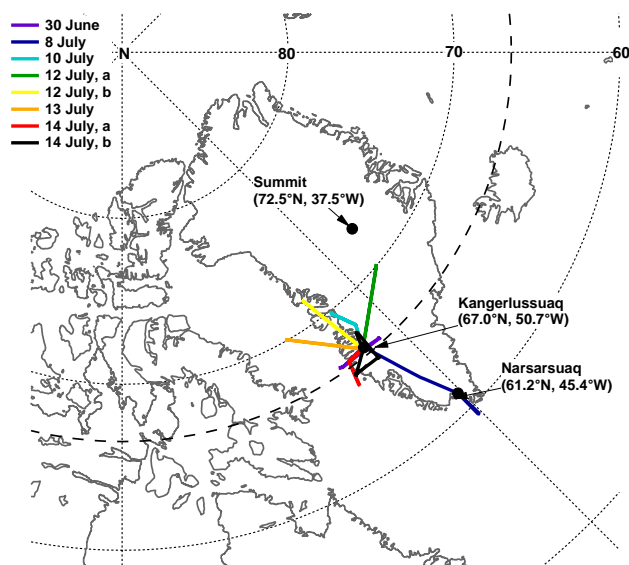 30 June
8 July
10 July
12 July, a
12 July, b
13 July
14 July, a
14 July, b
N
80
70
60
Summit
(72.5°N, 37.5°W)
Kangerlussuaq
(67.0°N, 50.7°W)
Narsarsuaq
(61.2°N, 45.4°W)